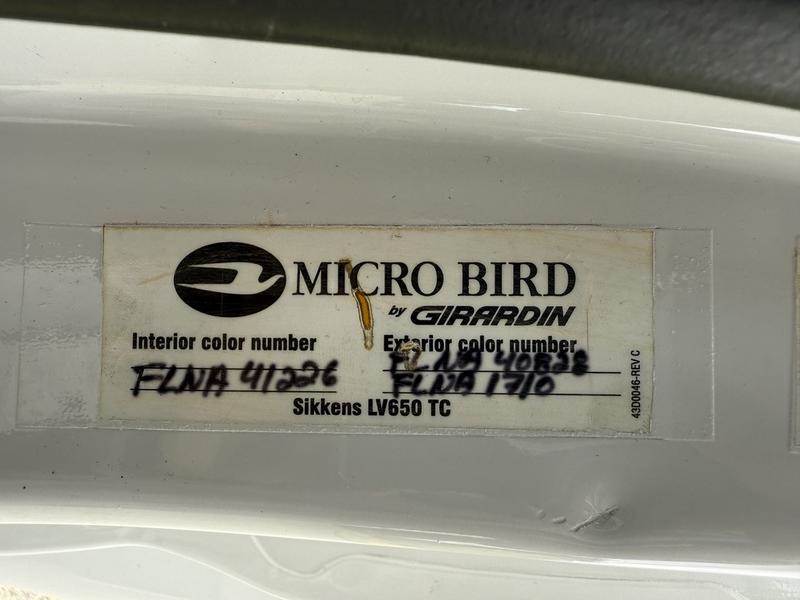 MICRO BIRD
by GIRARDIN
Interior color number
FLNA 41226
Exterior color number
FLNA 40828
FLNA 1710
Sikkens LV650 TC
43D0046-REV C